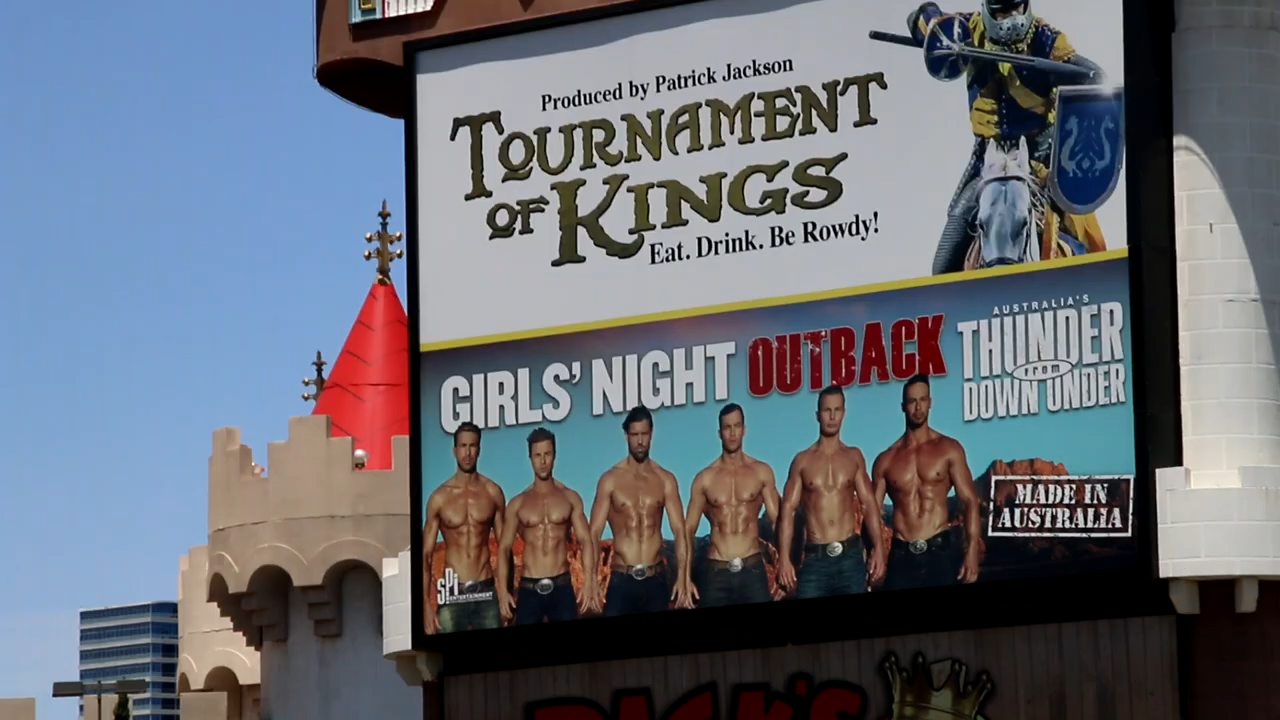 Produced by Patrick Jackson
TOURNAMENT
OF KINGS
Eat. Drink. Be Rowdy!
GIRLS' NIGHT OUTBACK
AUSTRALIA'S
THUNDER
FROM
DOWN UNDER
MADE IN
AUSTRALIA
SPI
ENTERTAINMENT
DICK'S